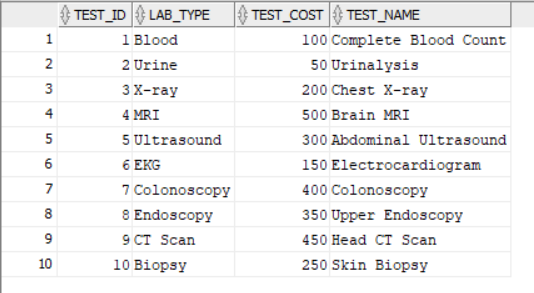 TEST_ID LAB_TYPE TEST_COST TEST_NAME
1 1 Blood 100 Complete Blood Count
2 2 Urine 50 Urinalysis
3 3 X-ray 200 Chest X-ray
4 4 MRI 500 Brain MRI
5 5 Ultrasound 300 Abdominal Ultrasound
6 6 EKG 150 Electrocardiogram
7 7 Colonoscopy 400 Colonoscopy
8 8 Endoscopy 350 Upper Endoscopy
9 9 CT Scan 450 Head CT Scan
10 10 Biopsy 250 Skin Biopsy